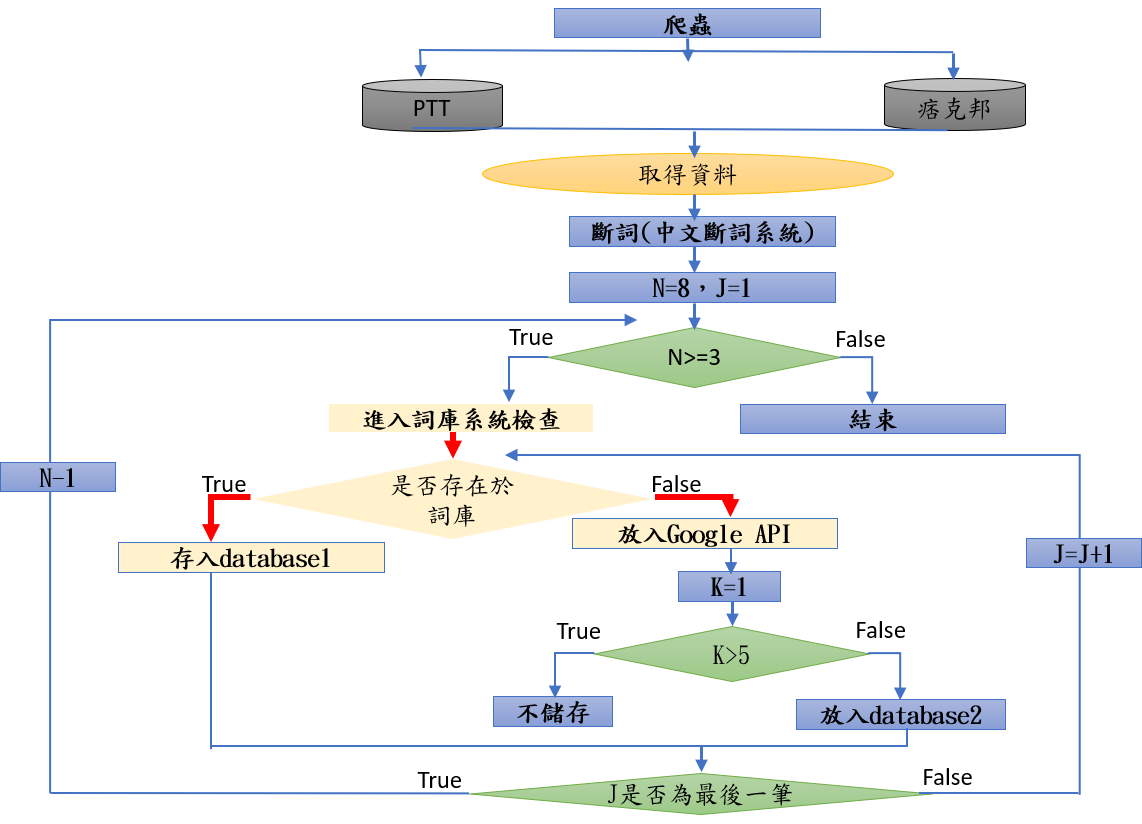 爬蟲
PTT
痞克邦
取得資料
斷詞(中文斷詞系統)
N=8，J=1
True
False
N>=3
進入詞庫系統檢查
結束
N-1
True
是否存在於
詞庫
False
放入Google API
存入database1
J=J+1
K=1
True
False
K>5
不儲存
放入database2
True
False
J是否為最後一筆